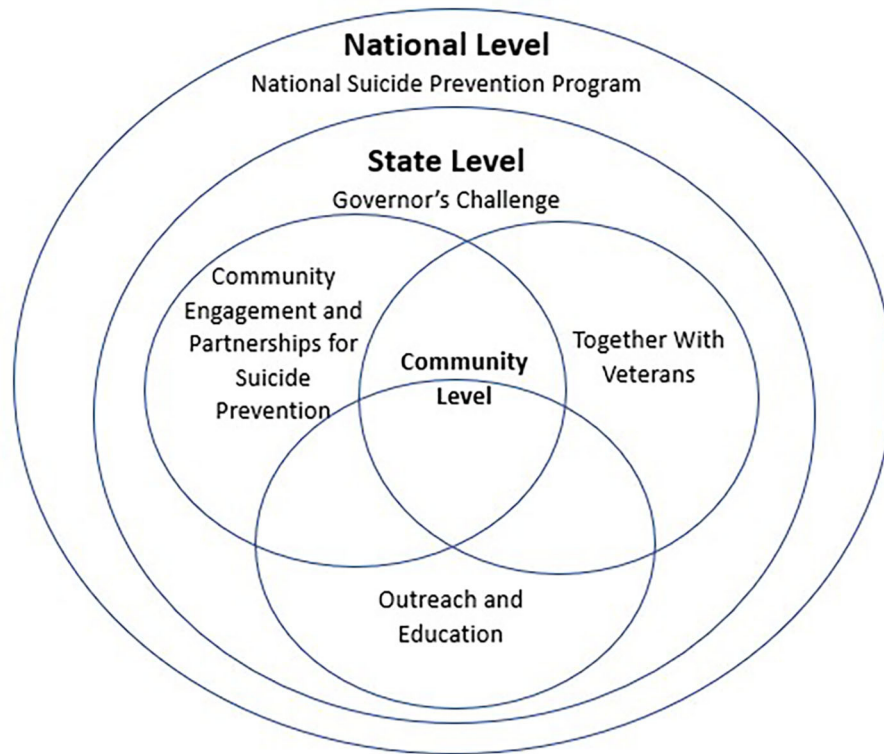 National Level
National Suicide Prevention Program
State Level
Governor's Challenge
Community
Engagement and
Partnerships for
Suicide
Prevention
Community
Level
Together With
Veterans
Outreach and
Education